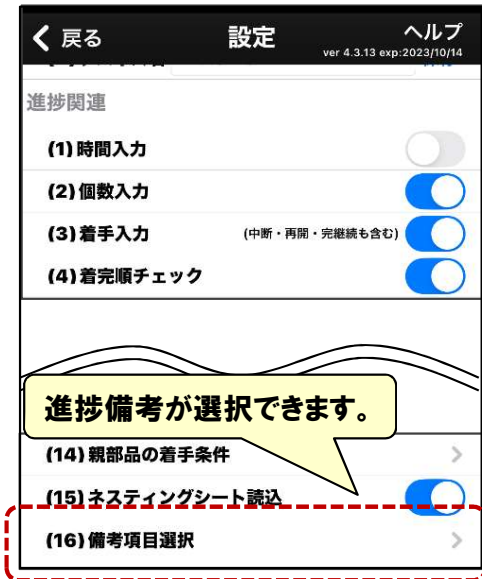 戻る 設定 ヘルプ
ver 4.3.13 exp:2023/10/14
進捗関連
(1)時間入力
(2)個数入力
(3)着手入力 (中断・再開・完継続も含む)
(4)着完順チェック
進捗備考が選択できます。
(14)親部品の着手条件
(15)ネスティングシート読込
(16)備考項目選択